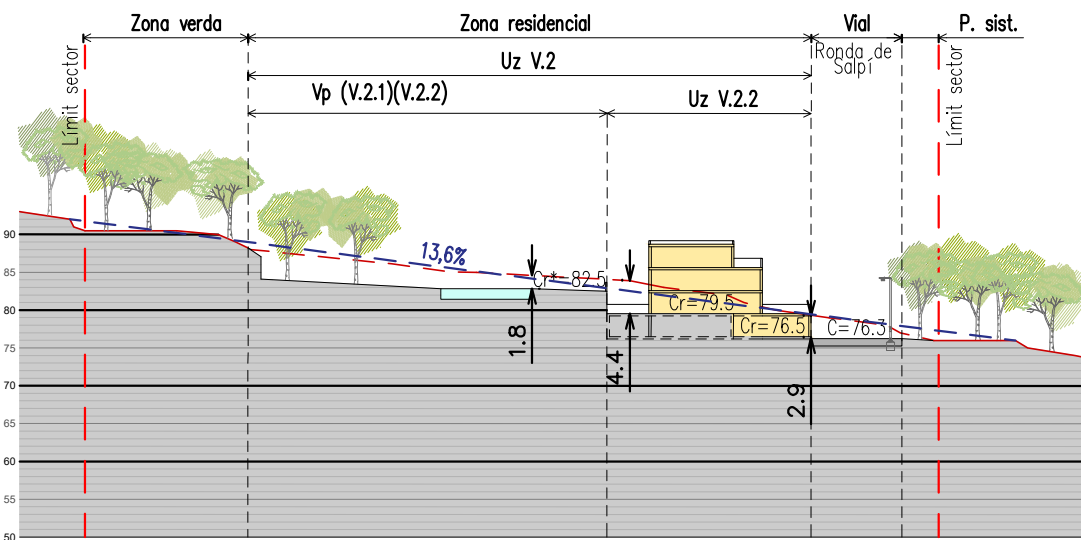 Zona verda
Zona residencial
Vial
P. sist.
Límit sector
Ronda de
Salpí
Límit sector
Uz V.2
Vp (V.2.1)(V.2.2)
Uz V.2.2
13,6%
Cr*=82.5
Cr=79.5
Cr=76.5
C=76.3
1.8
4.4
2.9
90
85
80
75
70
65
60
55
50